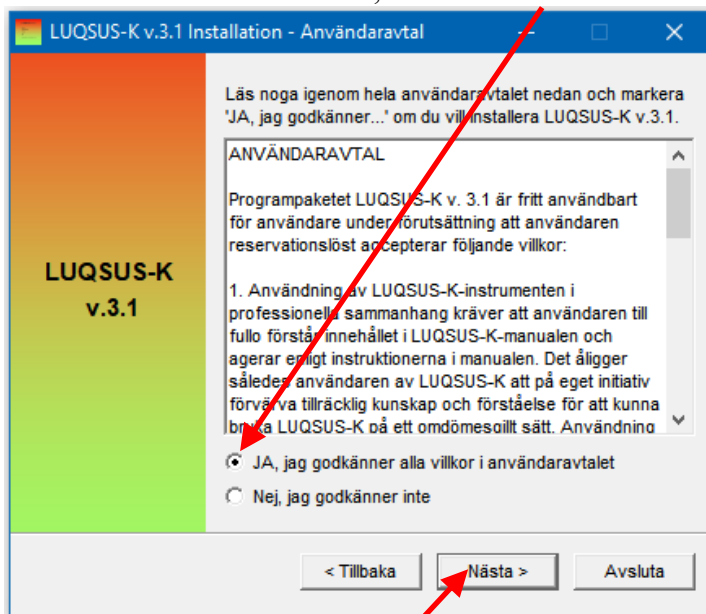 LUQSUS-K v.3.1 Installation - Användaravtal
Läs noga igenom hela användaravtalet nedan och markera
'JA, jag godkänner...' om du vill installera LUQSUS-K v.3.1.
ANVÄNDARAVTAL
Programpaketet LUQSUS-K v. 3.1 är fritt användbart
för användare under förutsättning att användaren
reservationslöst accepterar följande villkor:
1. Användning av LUQSUS-K-instrumenten i
professionella sammanhang kräver att användaren till
fullo förstår innehållet i LUQSUS-K-manualen och
agerar enligt instruktionerna i manualen. Det åligger
således användaren av LUQSUS-K att på eget initiativ
förvärva tillräcklig kunskap och förståelse för att kunna
bruka LUQSUS-K på ett omdömesgillt sätt. Användning
LUQSUS-K
v.3.1
JA, jag godkänner alla villkor i användaravtalet
Nej, jag godkänner inte
< Tillbaka
Nästa >
Avsluta